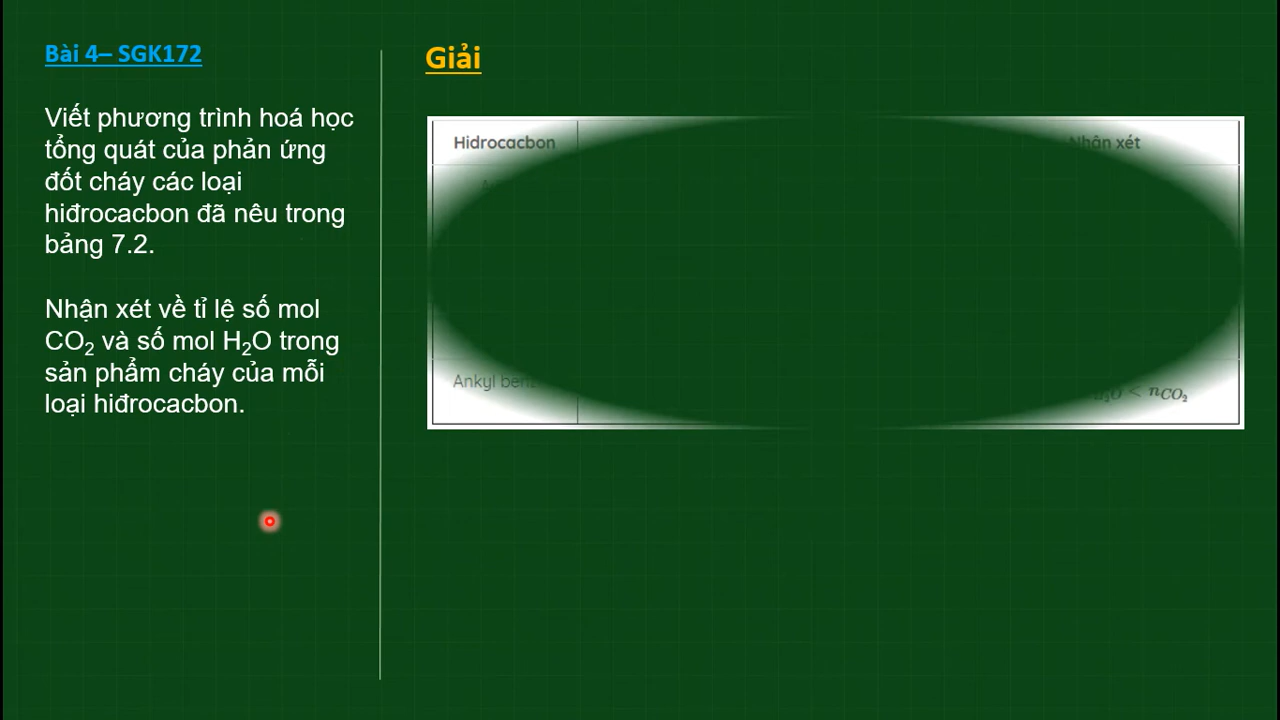 Bài 4– SGK172
Viết phương trình hoá học
tổng quát của phản ứng
đốt cháy các loại
hiđrocacbon đã nêu trong
bảng 7.2.
Nhận xét về tỉ lệ số mol
CO₂ và số mol H₂O trong
sản phẩm cháy của mỗi
loại hiđrocacbon.
Giải
Hidrocacbon Nhận xét
Ankyl < nCO₂